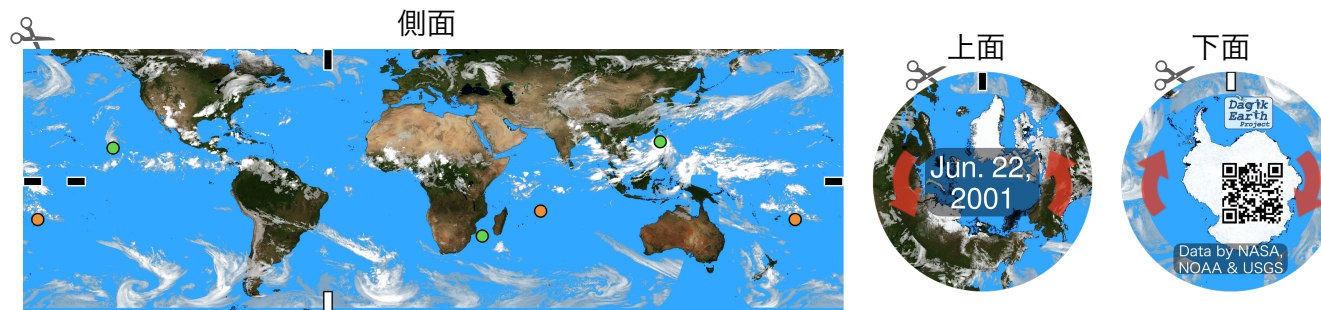 側面
上面
下面
Jun. 22,
2001
Dagik
Earth
Project
Data by NASA,
NOAA & USGS